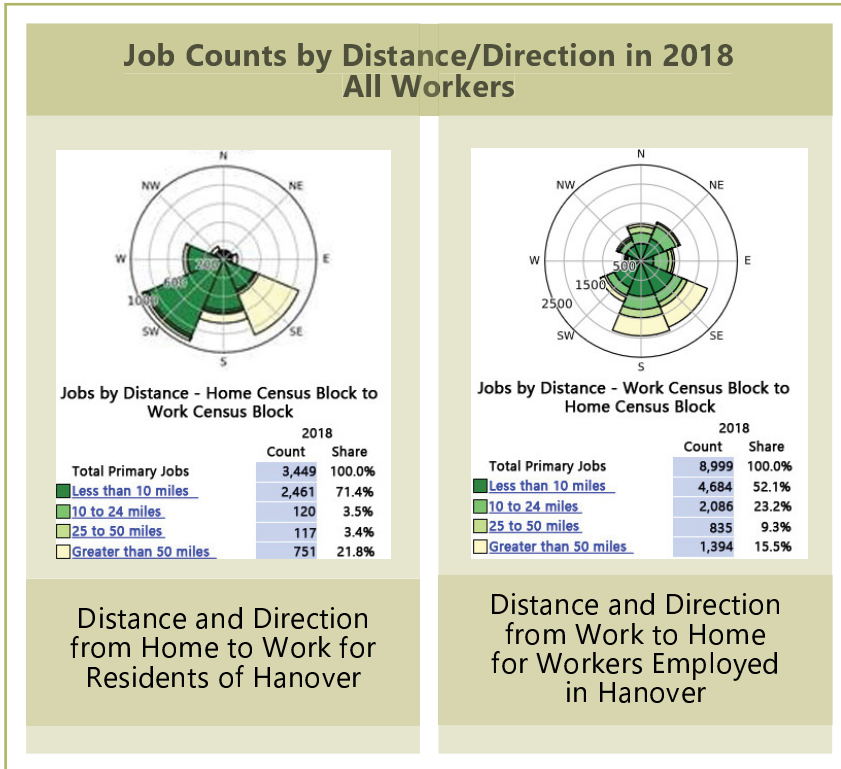 Job Counts by Distance/Direction in 2018
All Workers
N
NW
NE
W
E
200
600
1000
SW
SE
S
Jobs by Distance - Home Census Block to
Work Census Block
2018
Count Share
Total Primary Jobs 3,449 100.0%
Less than 10 miles 2,461 71.4%
10 to 24 miles 120 3.5%
25 to 50 miles 117 3.4%
Greater than 50 miles 751 21.8%
Distance and Direction
from Home to Work for
Residents of Hanover
N
NW
NE
W
E
500
1500
2500
SW
SE
S
Jobs by Distance - Work Census Block to
Home Census Block
2018
Count Share
Total Primary Jobs 8,999 100.0%
Less than 10 miles 4,684 52.1%
10 to 24 miles 2,086 23.2%
25 to 50 miles 835 9.3%
Greater than 50 miles 1,394 15.5%
Distance and Direction
from Work to Home
for Workers Employed
in Hanover